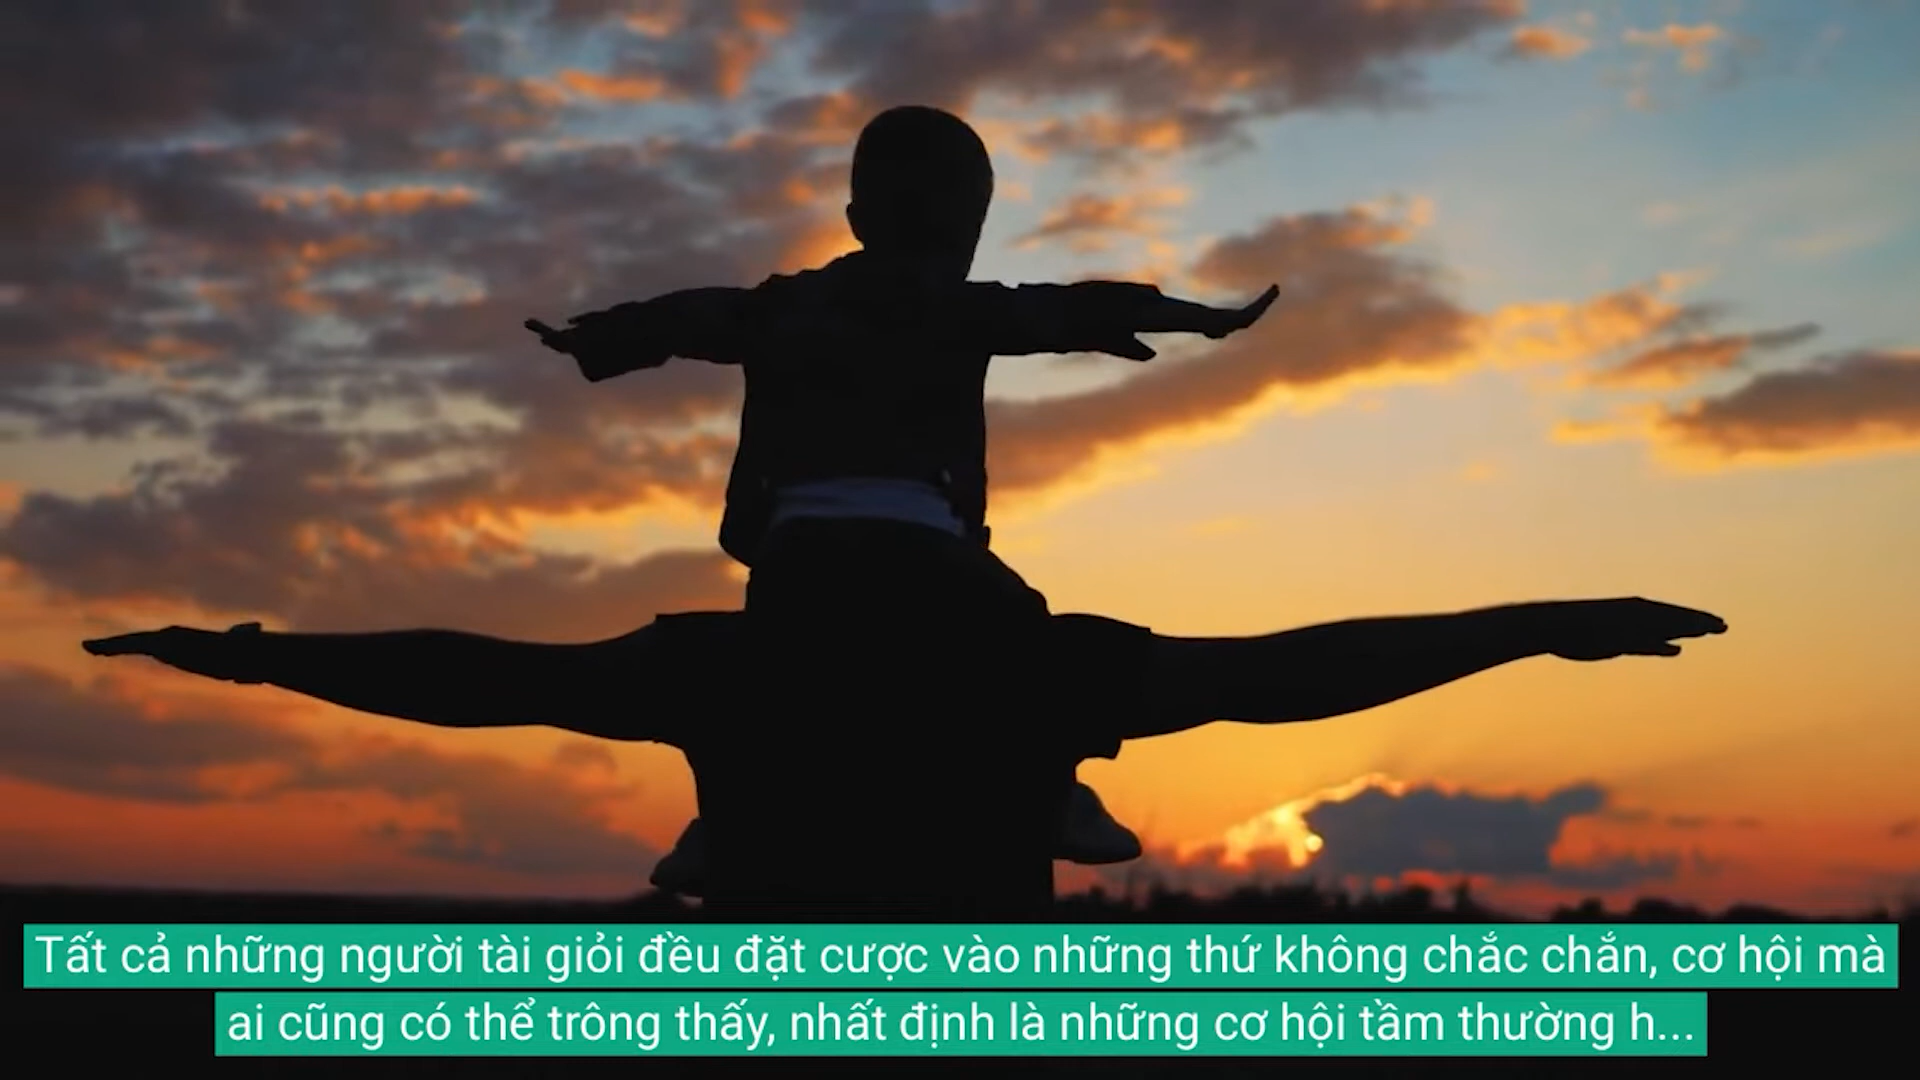 Tất cả những người tài giỏi đều đặt cược vào những thứ không chắc chắn, cơ hội mà
ai cũng có thể trông thấy, nhất định là những cơ hội tầm thường h...